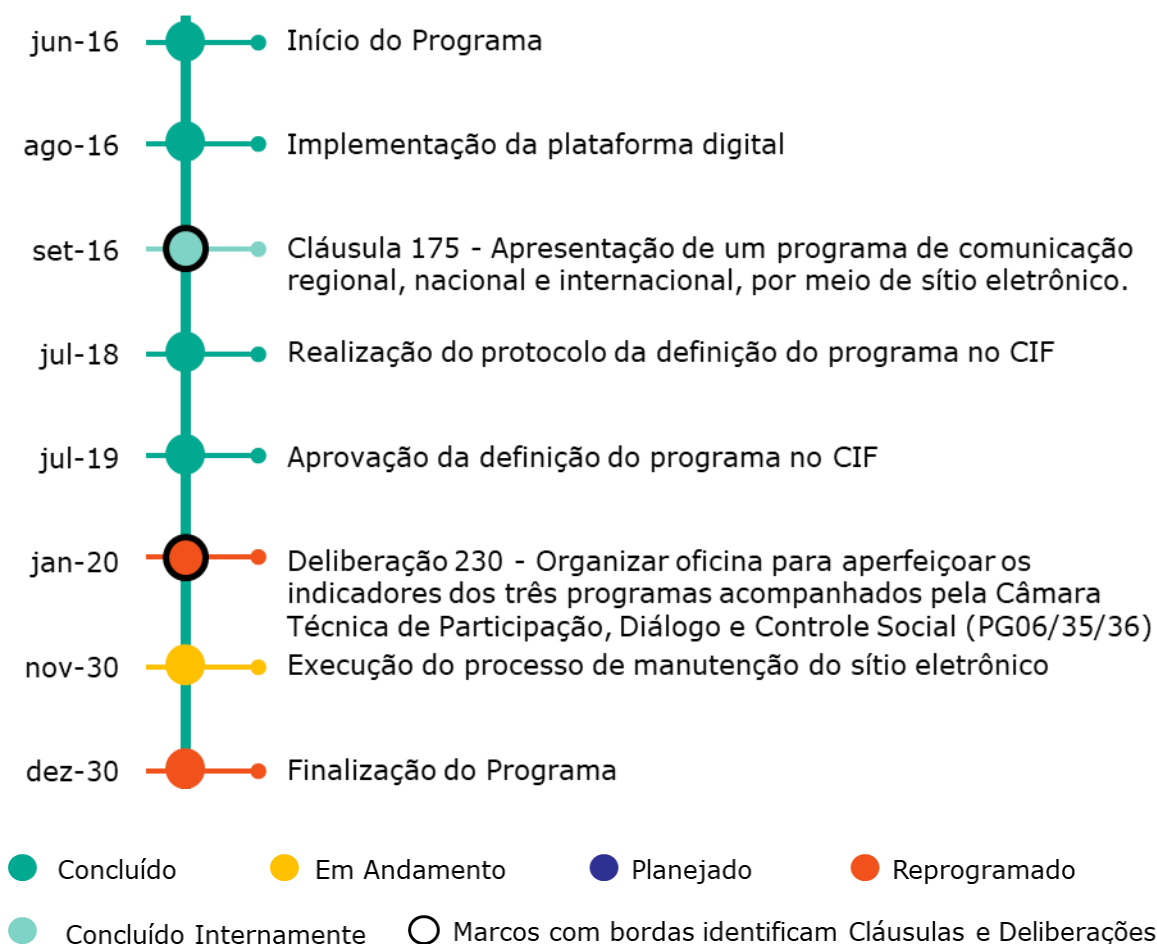 jun-16 Início do Programa
ago-16 Implementação da plataforma digital
set-16 Cláusula 175 - Apresentação de um programa de comunicação
regional, nacional e internacional, por meio de sítio eletrônico.
jul-18 Realização do protocolo da definição do programa no CIF
jul-19 Aprovação da definição do programa no CIF
jan-20 Deliberação 230 - Organizar oficina para aperfeiçoar os
indicadores dos três programas acompanhados pela Câmara
Técnica de Participação, Diálogo e Controle Social (PG06/35/36)
nov-30 Execução do processo de manutenção do sítio eletrônico
dez-30 Finalização do Programa
Concluído Em Andamento Planejado Reprogramado
Concluído Internamente Marcos com bordas identificam Cláusulas e Deliberações